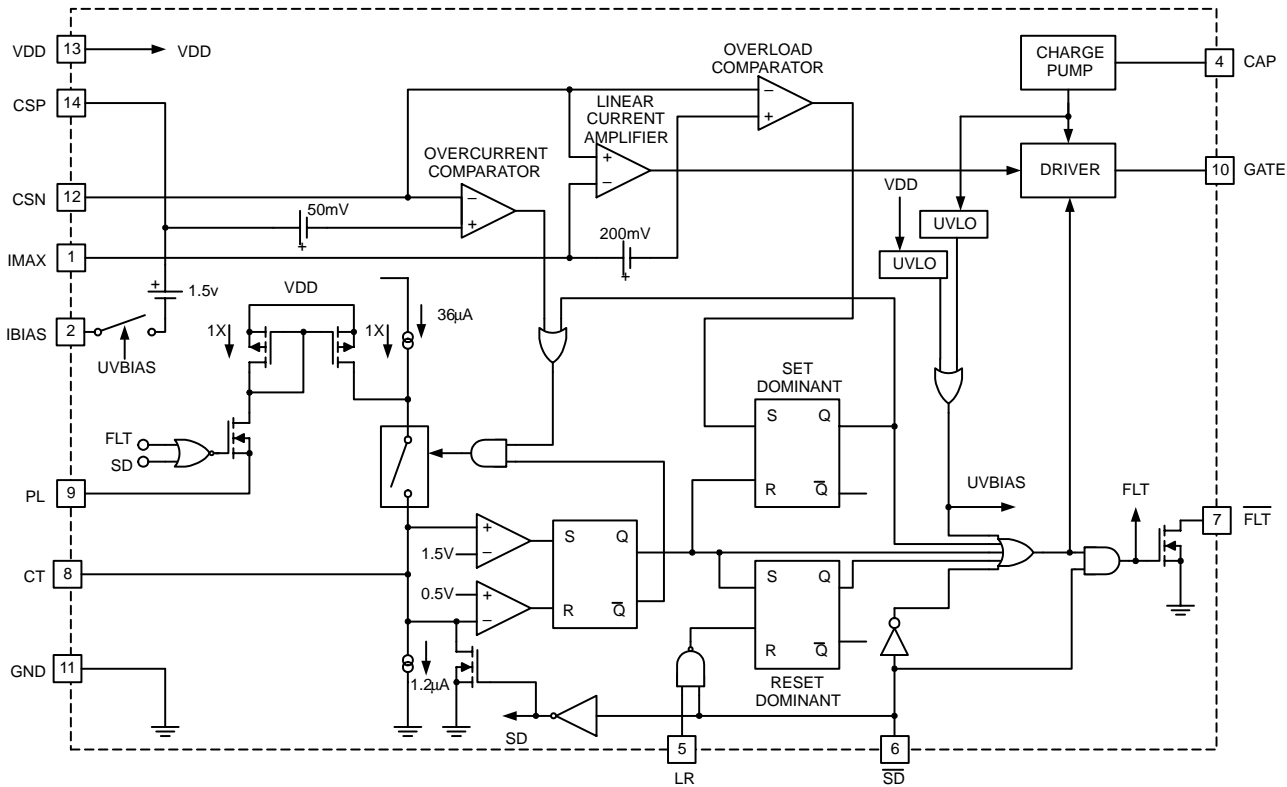 VDD
13
VDD
CSP
14
CSN
12
IMAX
1
IBIAS
2
PL
9
CT
8
GND
11
OVERLOAD
COMPARATOR
LINEAR
CURRENT
AMPLIFIER
OVERCURRENT
COMPARATOR
−
+
+
−
−
+
50mV
+
200mV
+
+
1.5v
UVBIAS
VDD
1X
1X
36µA
FLT
SD
CHARGE
PUMP
4
CAP
DRIVER
10
GATE
VDD
UVLO
UVLO
SET
DOMINANT
S
Q
R
Q
UVBIAS
FLT
7
FLT
+
1.5V
−
0.5V
+
−
S
Q
R
Q
S
Q
R
Q
RESET
DOMINANT
1.2µA
SD
5
LR
6
SD